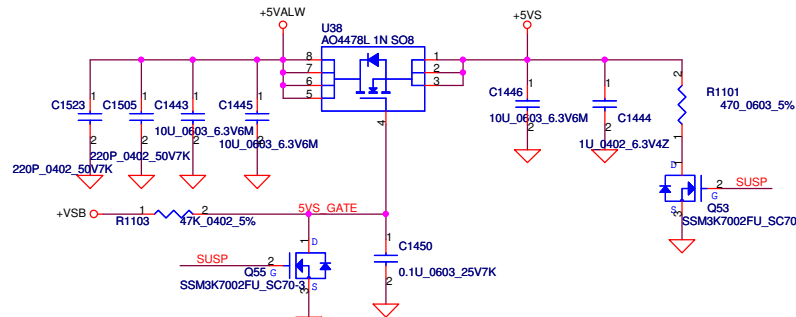 +5VALW
+5VS
U38
AO4478L 1N SO8
8
7
6
5
1
2
3
4
C1523
1
2
220P_0402_50V7K
C1505
1
2
220P_0402_50V7K
C1443
1
2
10U_0603_6.3V6M
C1445
1
2
10U_0603_6.3V6M
C1446
1
2
10U_0603_6.3V6M
C1444
1
2
1U_0402_6.3V4Z
2
R1101
470_0603_5%
1
1
D
SUSP
2
G
Q53
S
3
SSM3K7002FU_SC70
+VSB
1
2
R1103
47K_0402_5%
5VS_GATE
SUSP
2
G
1
D
Q55
S
3
SSM3K7002FU_SC70-3
1
C1450
2
0.1U_0603_25V7K